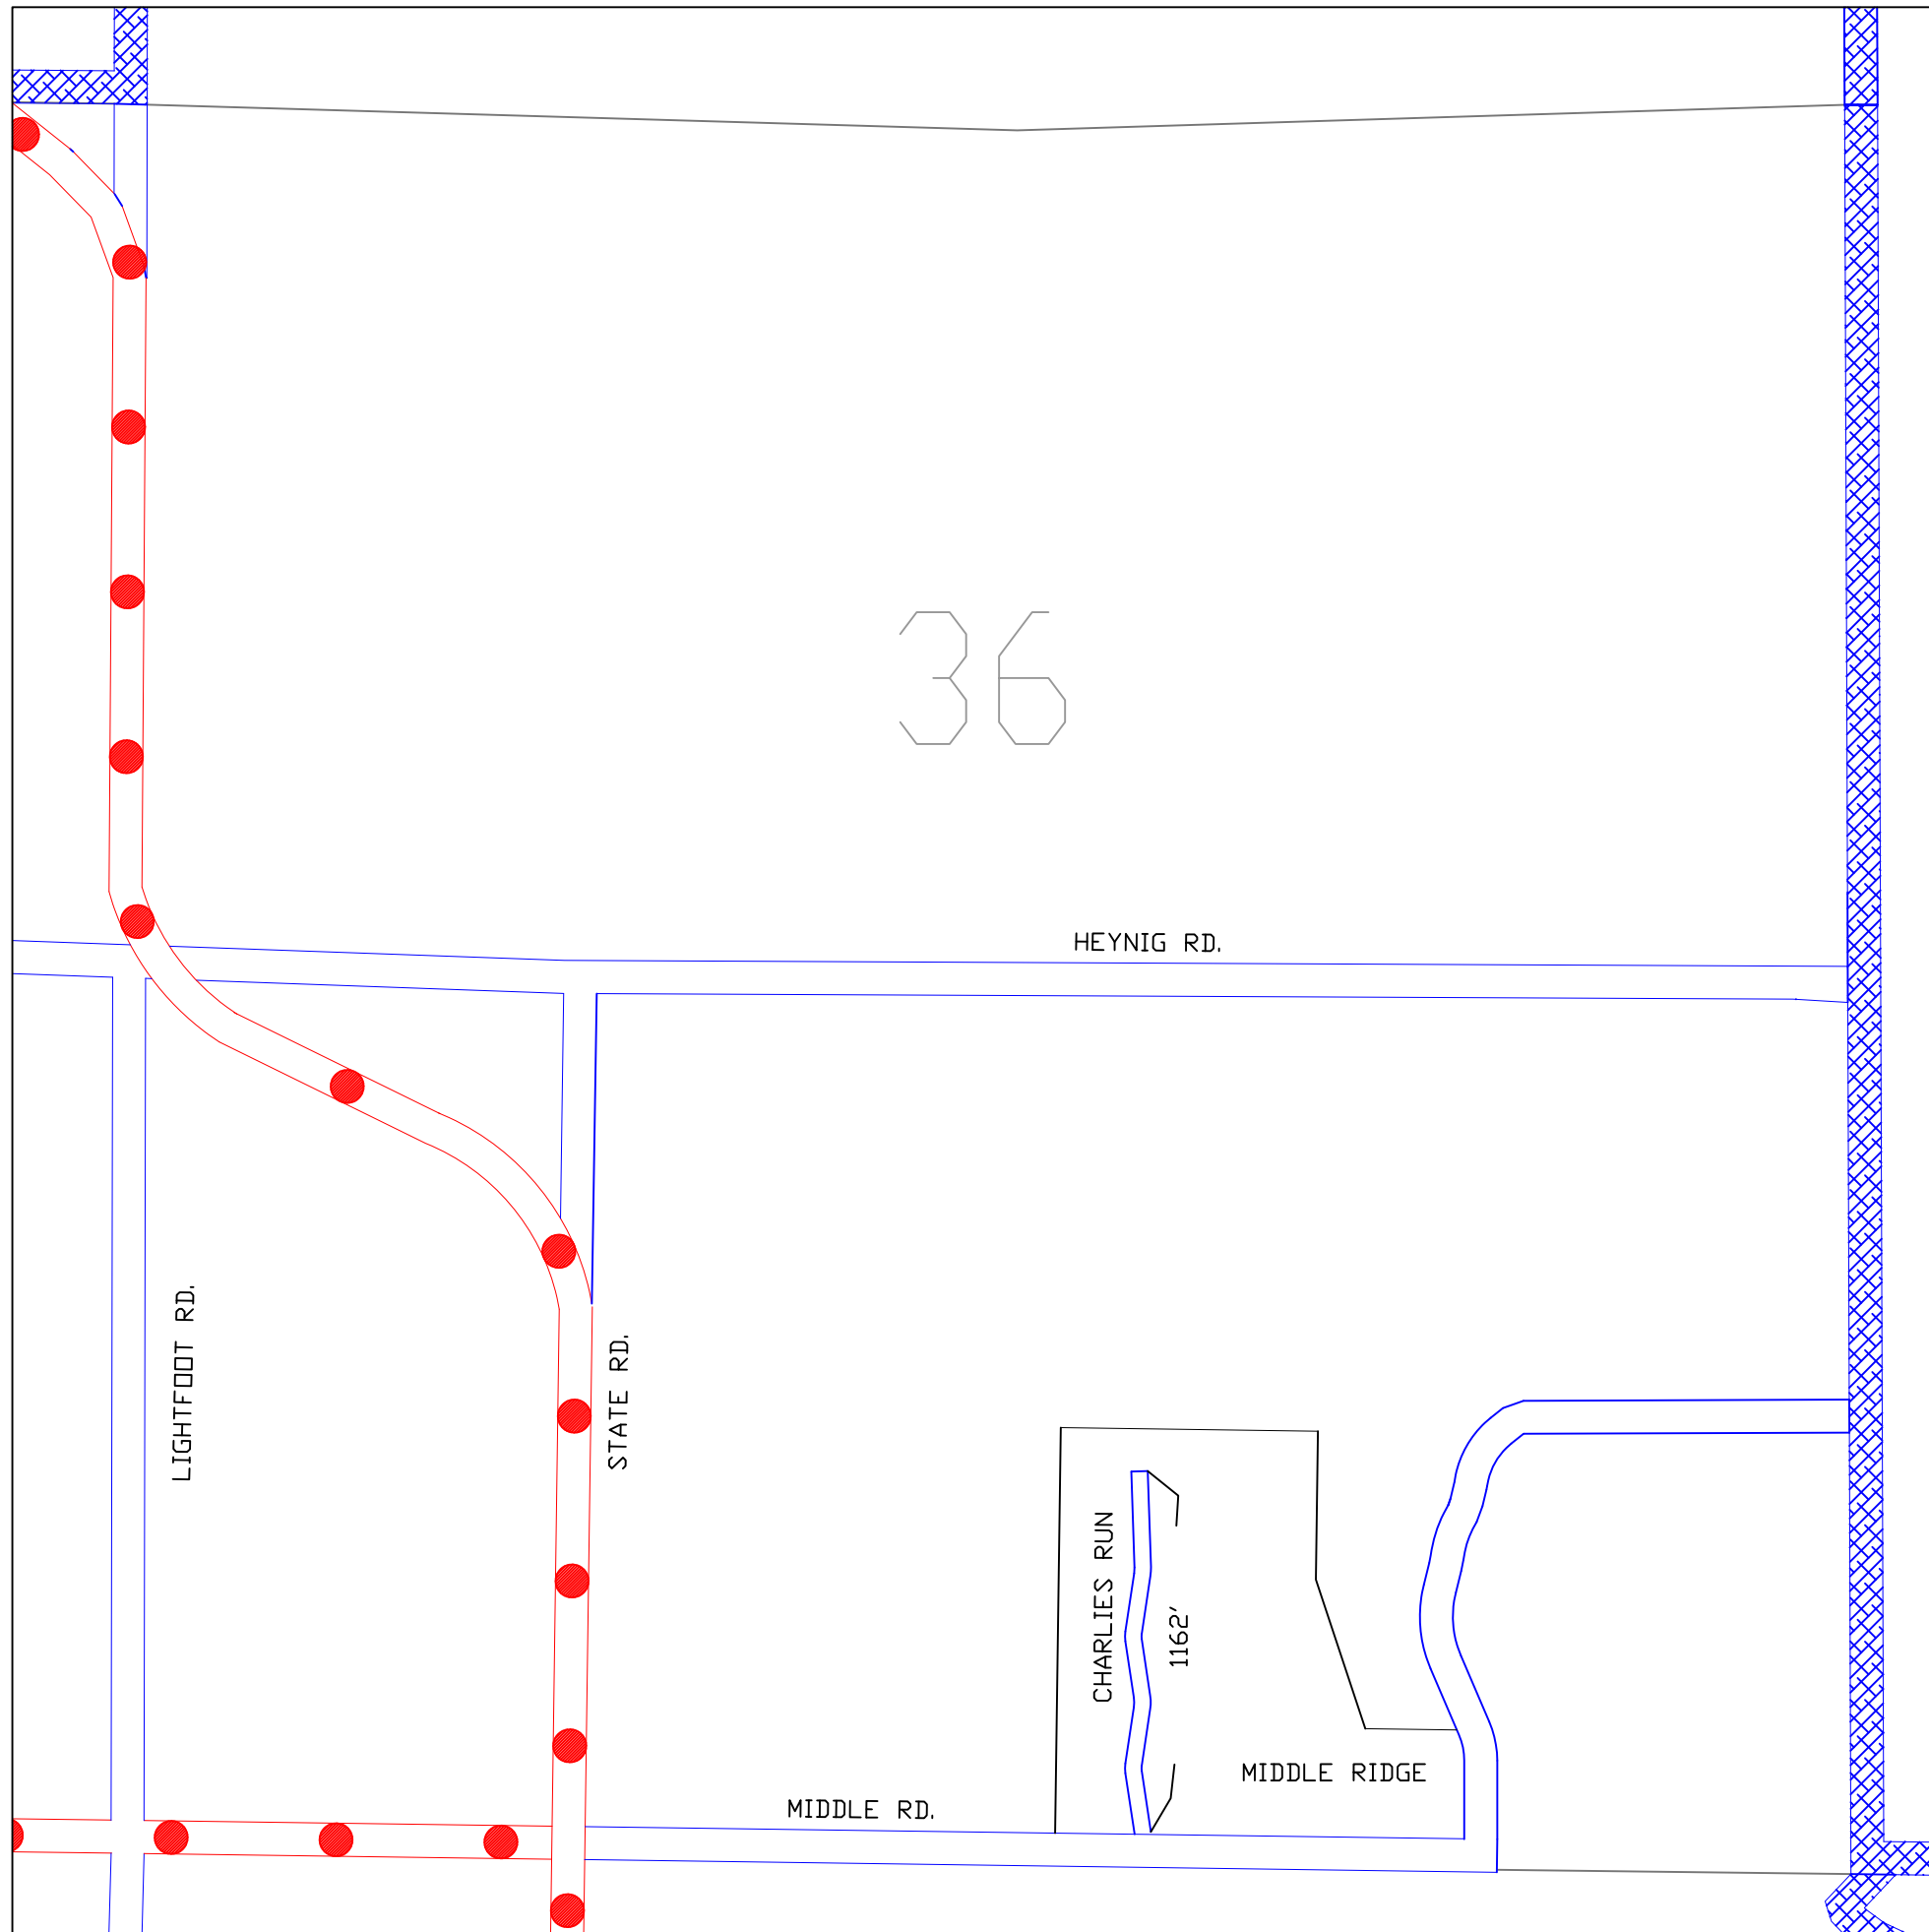 36
HEYNIG RD.
LIGHTFOOT RD.
STATE RD.
CHARLIES RUN
1162'
MIDDLE RIDGE
MIDDLE RD.